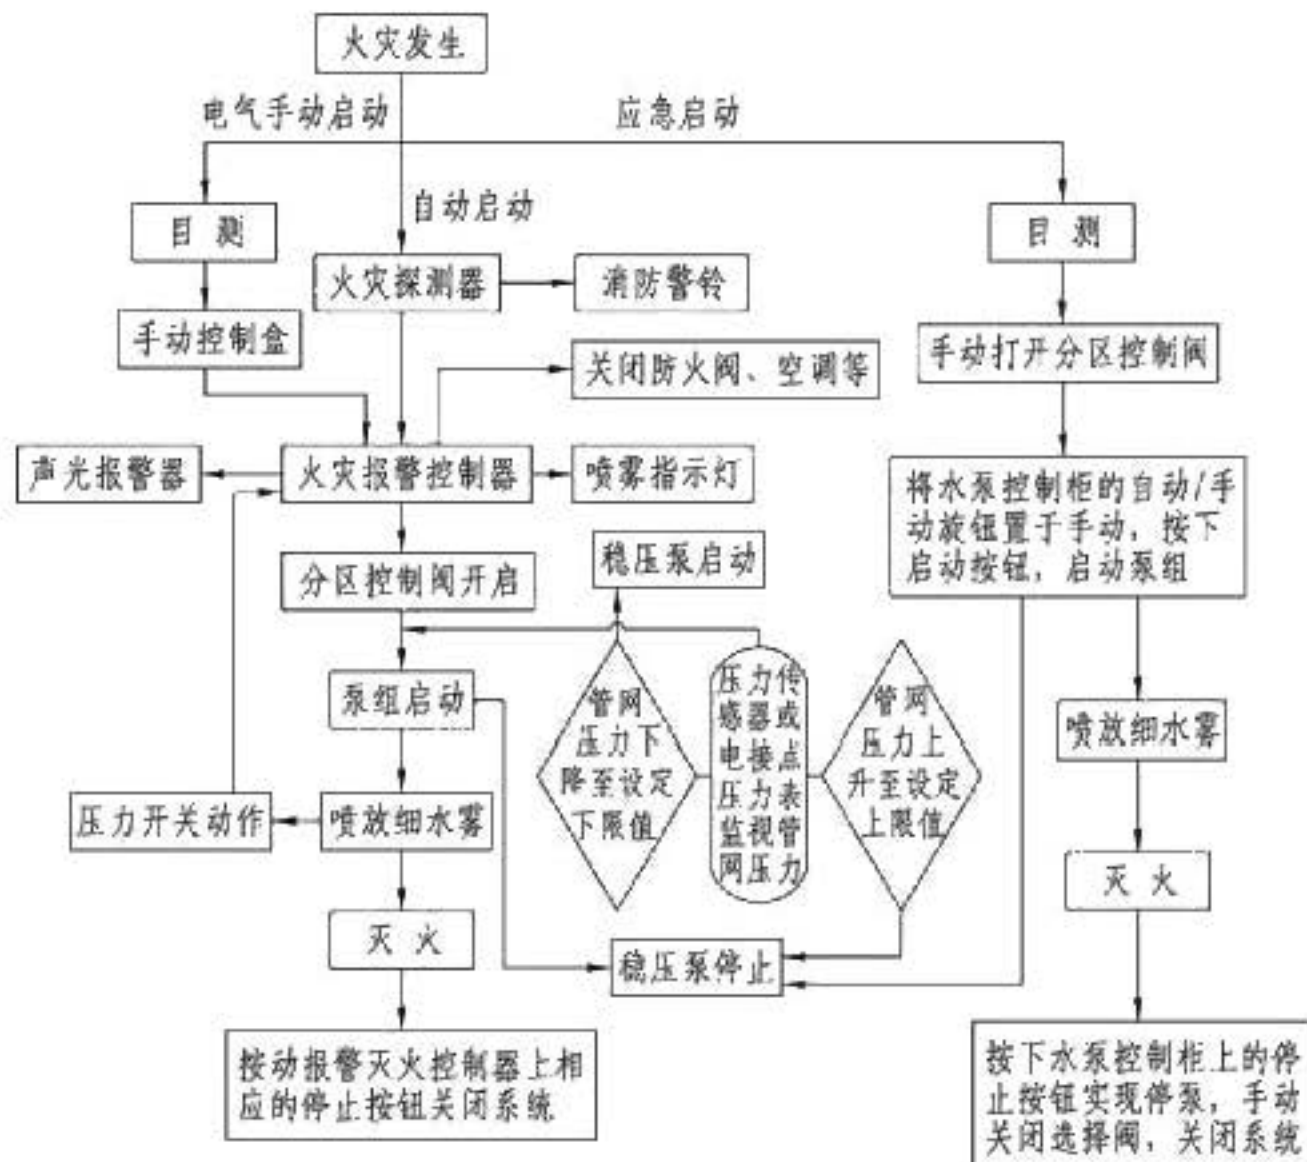 火灾发生
电气手动启动
应急启动
自动启动
目测
目测
火灾探测器
消防警铃
手动控制盒
关闭防火阀、空调等
手动打开分区控制阀
声光报警器
火灾报警控制器
喷雾指示灯
将水泵控制柜的自动/手
动旋钮置于手动，按下
启动按钮，启动泵组
稳压泵启动
分区控制阀开启
泵组启动
管网
压力下
降至设定
下限值
压力传
感器或
电接点
压力表
监视管
网压力
管网
压力上
升至设定
上限值
喷放细水雾
压力开关动作
喷放细水雾
灭火
灭火
稳压泵停止
按动报警灭火控制器上相
应的停止按钮关闭系统
按下水泵控制柜上的停
止按钮实现停泵，手动
关闭选择阀，关闭系统